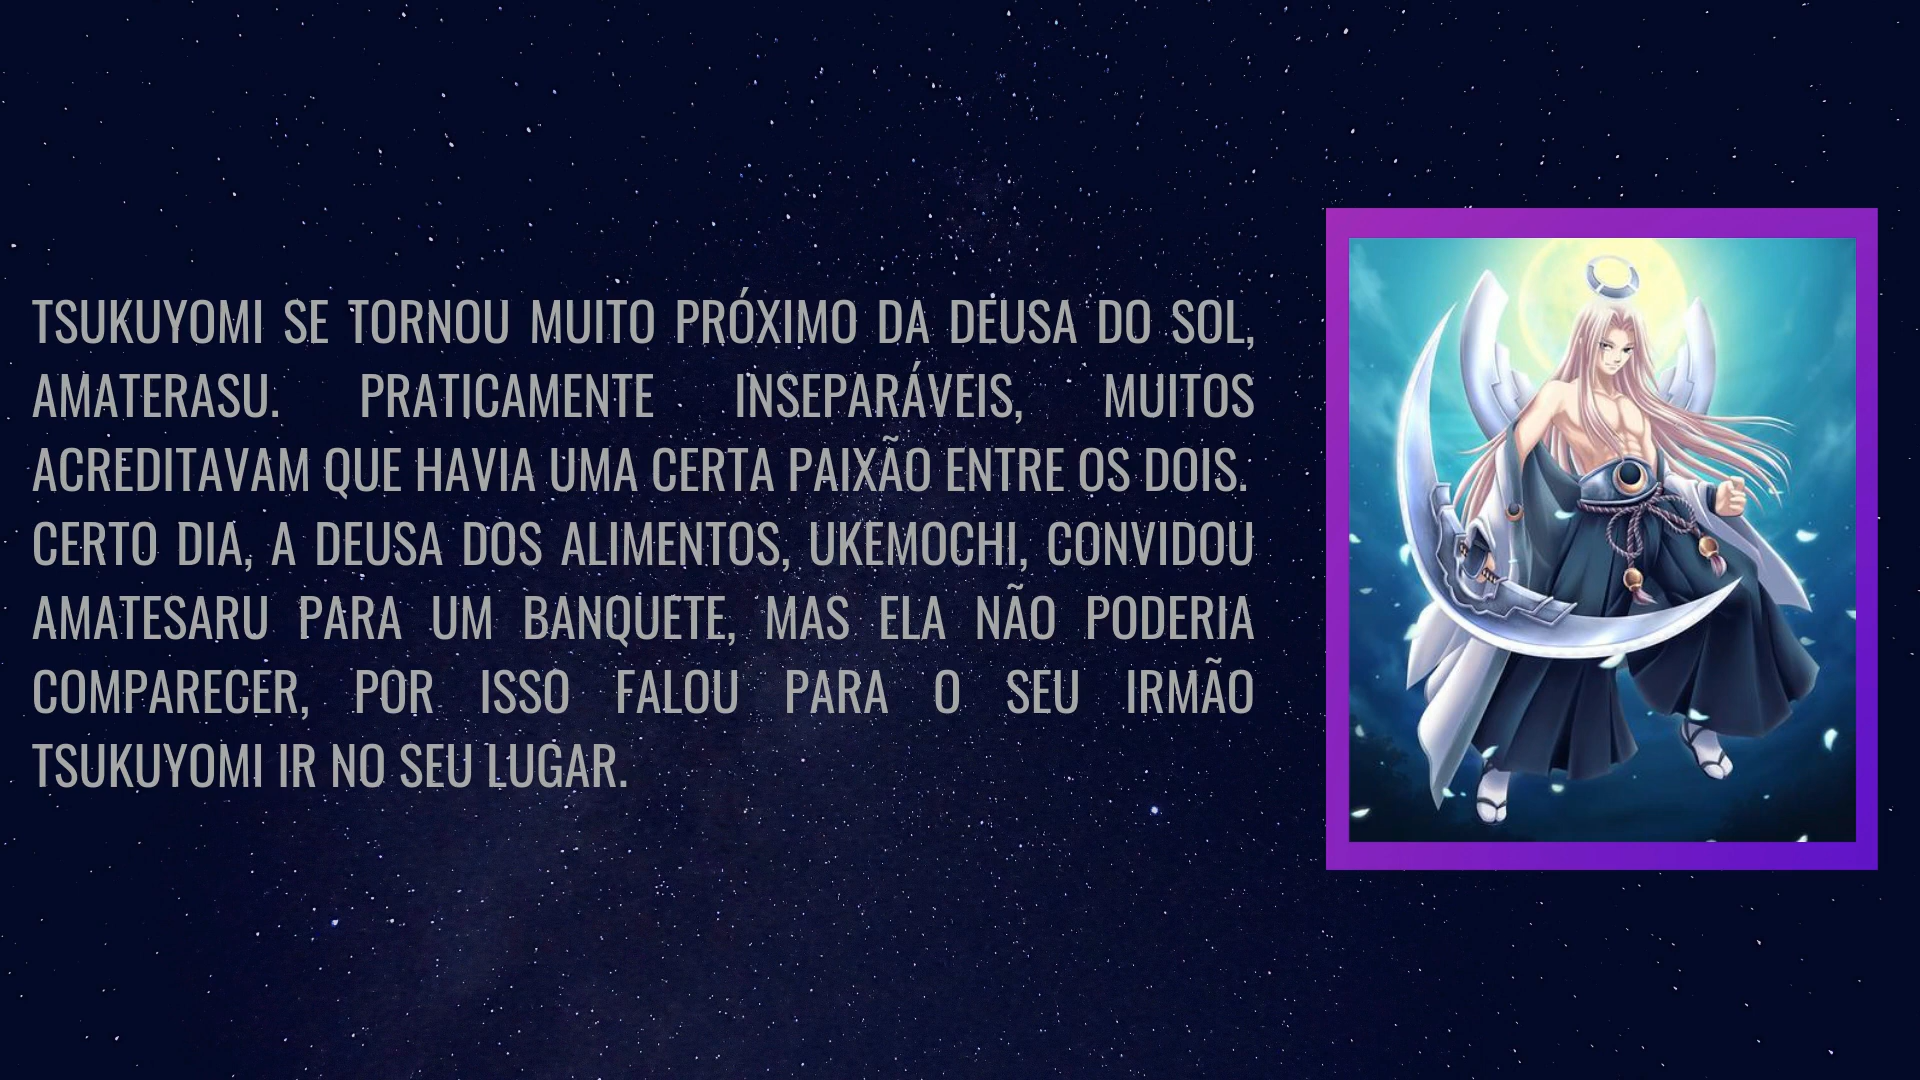 TSUKUYOMI SE TORNOU MUITO PRÓXIMO DA DEUSA DO SOL,
AMATERASU. PRATICAMENTE INSEPARÁVEIS, MUITOS
ACREDITAVAM QUE HAVIA UMA CERTA PAIXÃO ENTRE OS DOIS.
CERTO DIA, A DEUSA DOS ALIMENTOS, UKEMOCHI, CONVIDOU
AMATESARU PARA UM BANQUETE, MAS ELA NÃO PODERIA
COMPARECER, POR ISSO FALOU PARA O SEU IRMÃO
TSUKUYOMI IR NO SEU LUGAR.